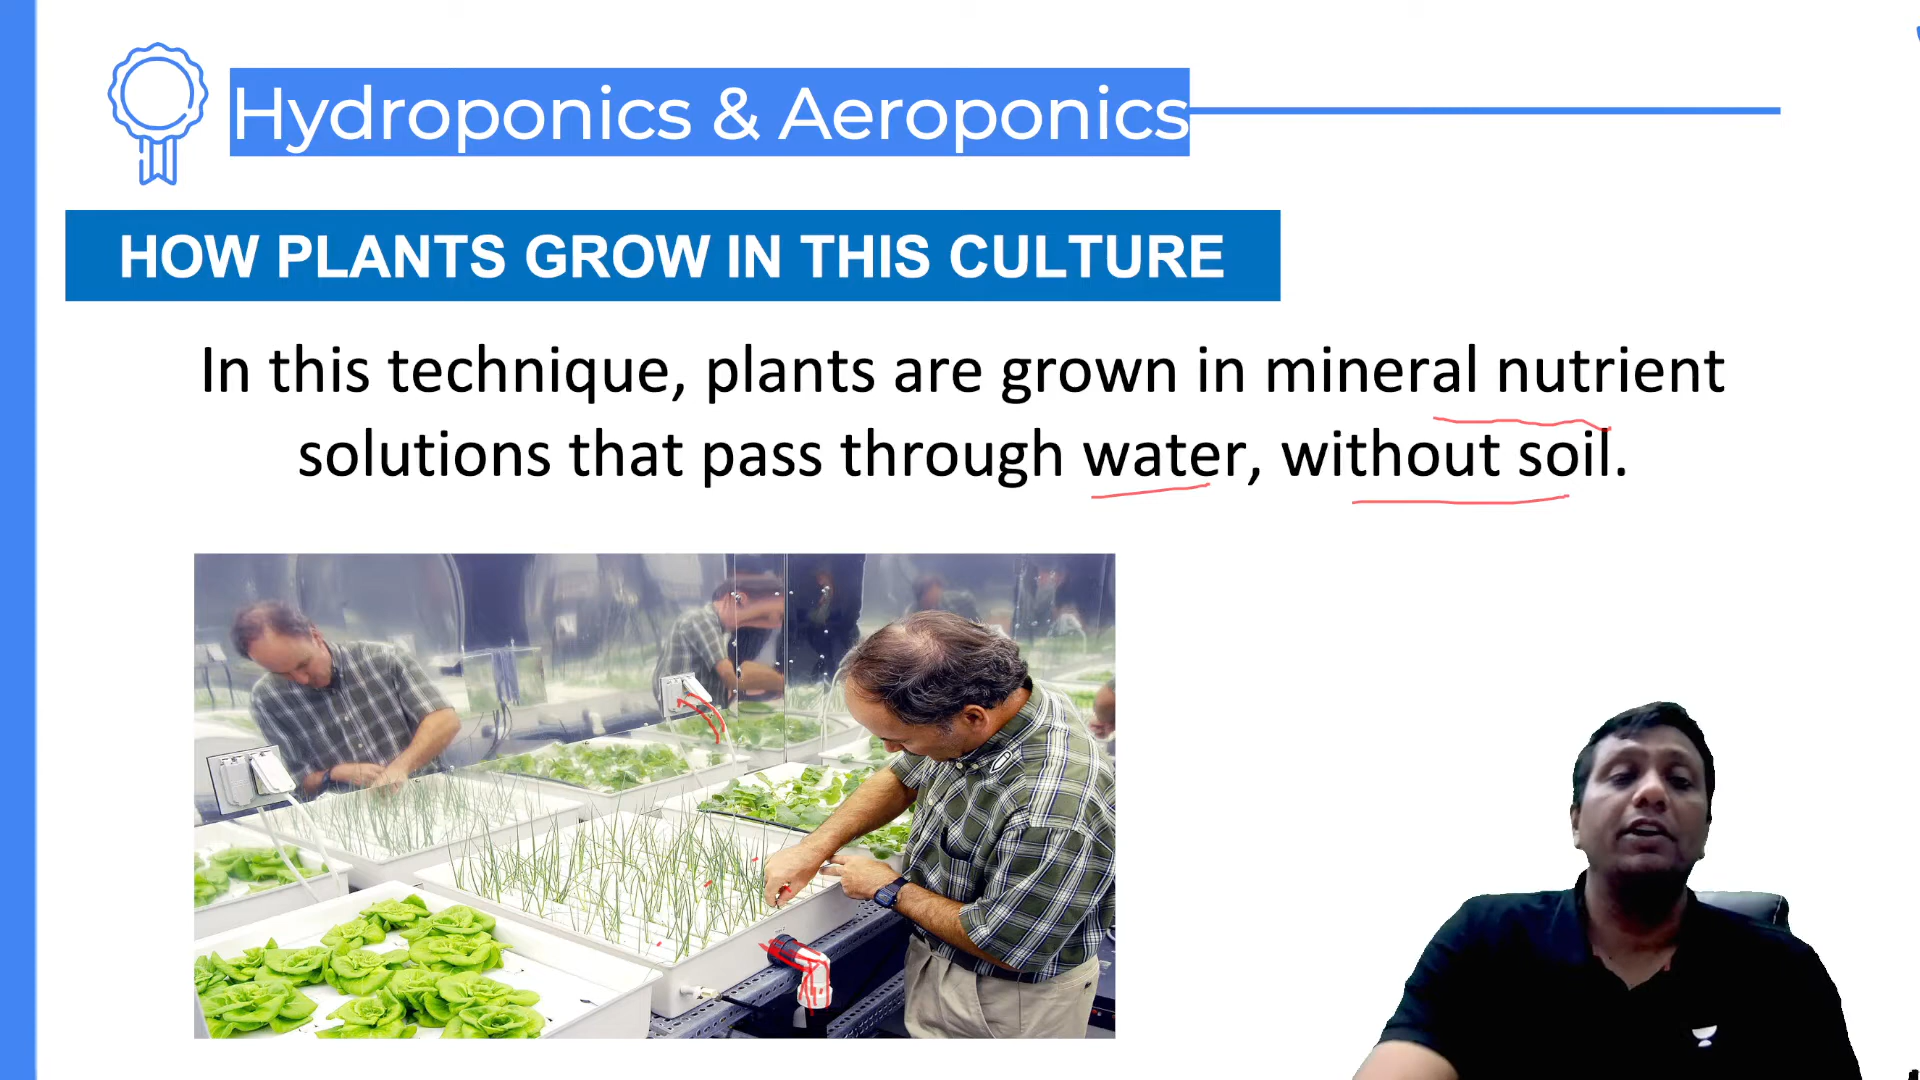 Hydroponics & Aeroponics
HOW PLANTS GROW IN THIS CULTURE
In this technique, plants are grown in mineral nutrient
solutions that pass through water, without soil.